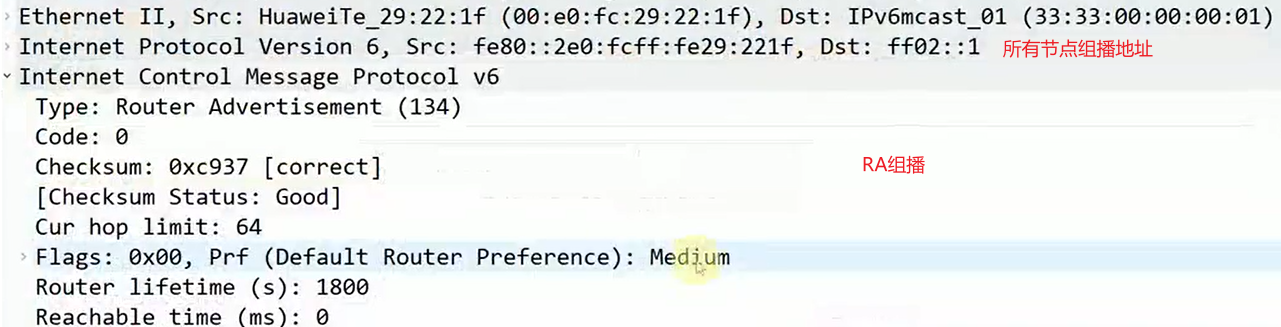 Ethernet II, Src: HuaweiTe_29:22:1f (00:e0:fc:29:22:1f), Dst: IPv6mcast_01 (33:33:00:00:00:01)
Internet Protocol Version 6, Src: fe80::2e0:fcff:fe29:221f, Dst: ff02::1 所有节点组播地址
Internet Control Message Protocol v6
Type: Router Advertisement (134)
Code: 0
Checksum: 0xc937 [correct] RA组播
[Checksum Status: Good]
Cur hop limit: 64
Flags: 0x00, Prf (Default Router Preference): Medium
Router lifetime (s): 1800
Reachable time (ms): 0